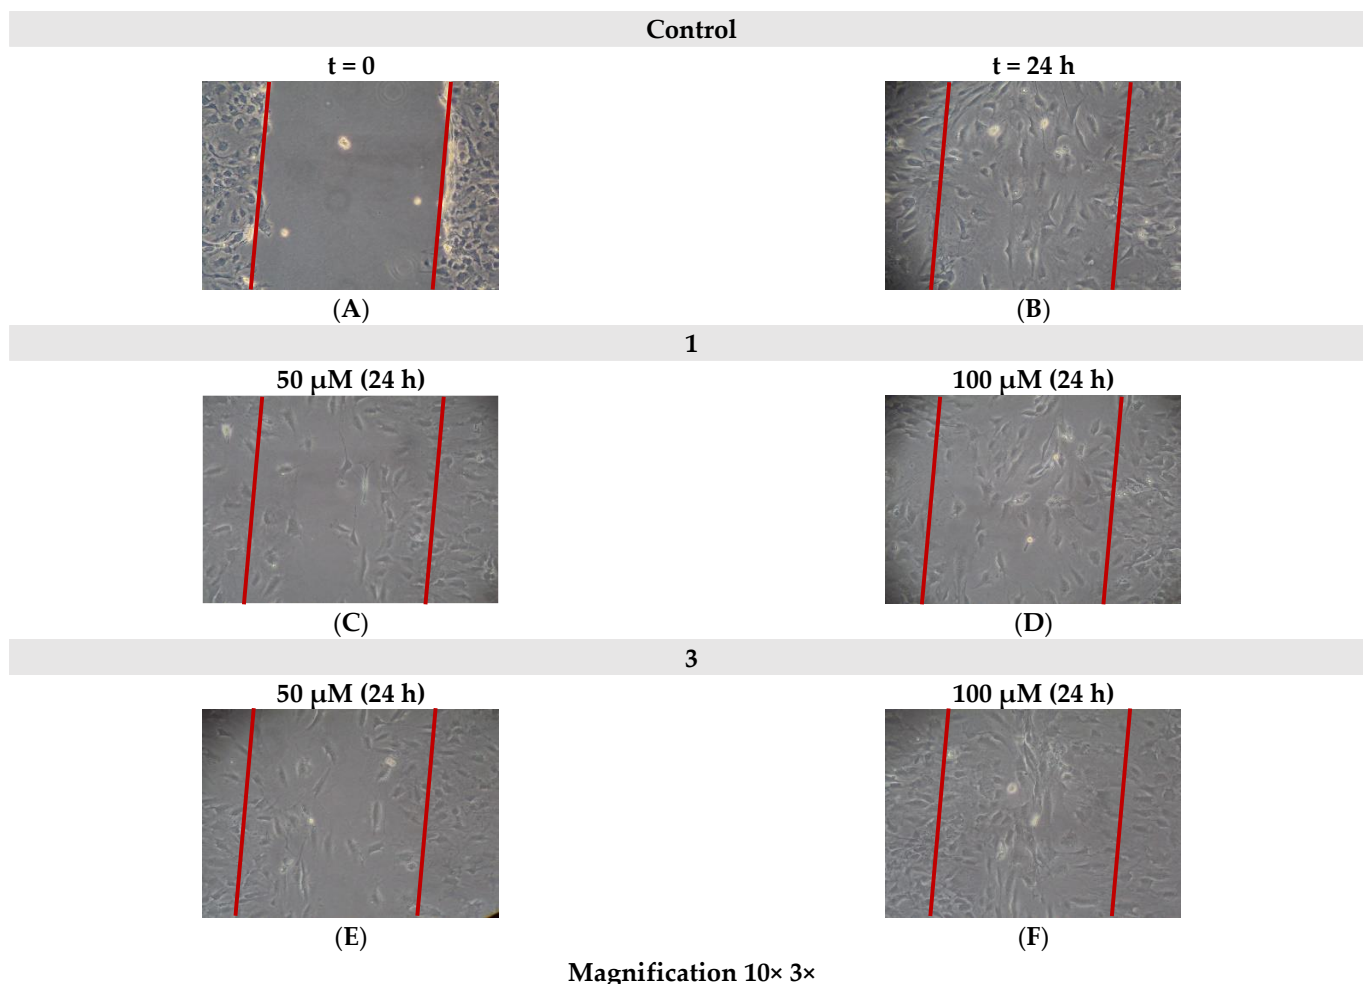 Control
t = 0
t = 24 h
(A)
(B)
1
50 μM (24 h)
100 μM (24 h)
(C)
(D)
3
50 μM (24 h)
100 μM (24 h)
(E)
(F)
Magnification 10× 3×